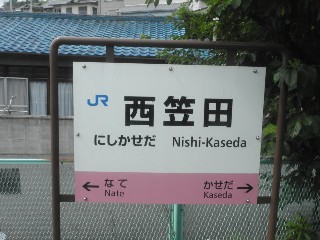 JR 西笠田
にしかせだ Nishi-Kaseda
← なて かせだ →
Nate Kaseda